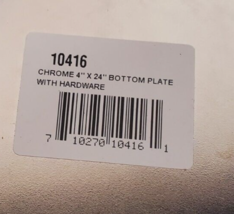 10416
CHROME 4" X 24" BOTTOM PLATE
WITH HARDWARE
7 10270 10416 1